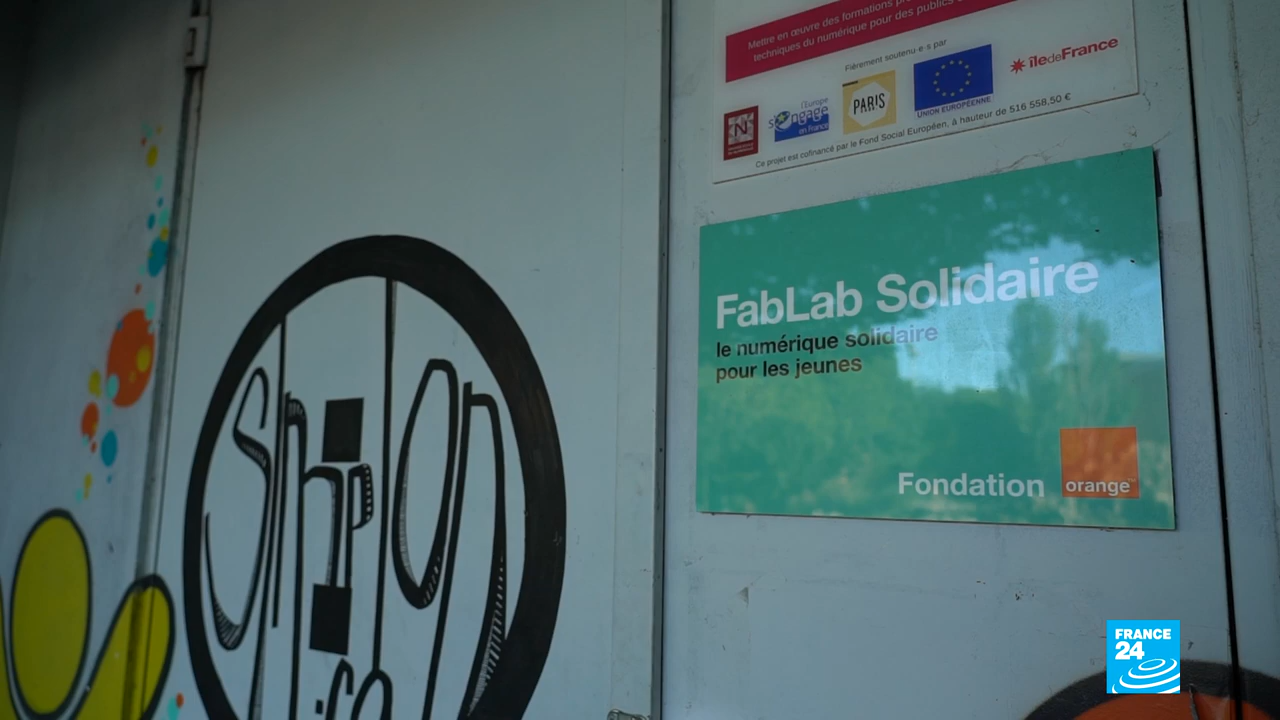 Mettre en œuvre des formations
techniques du numérique pour des publics
Fièrement soutenu·e·s par
N
l'Europe
s'engage
en France
PARIS
UNION EUROPÉENNE
îledeFrance
Ce projet est cofinancé par le Fond Social Européen, à hauteur de 516 558,50 €
FabLab Solidaire
le numérique solidaire
pour les jeunes
Fondation
orange
simplon
FRANCE
24